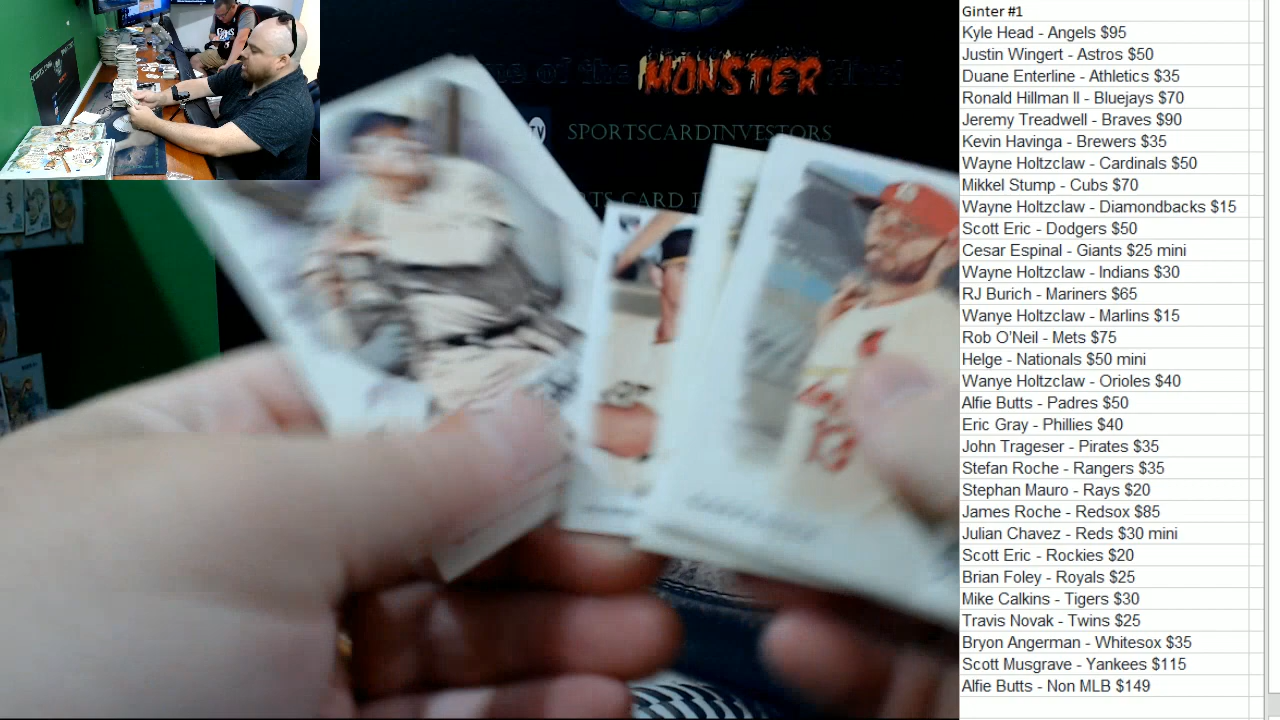 MONSTER
SPORTSCARDINVESTORS
Ginter #1
Kyle Head - Angels $95
Justin Wingert - Astros $50
Duane Enterline - Athletics $35
Ronald Hillman ll - Bluejays $70
Jeremy Treadwell - Braves $90
Kevin Havinga - Brewers $35
Wayne Holtzclaw - Cardinals $50
Mikkel Stump - Cubs $70
Wayne Holtzclaw - Diamondbacks $15
Scott Eric - Dodgers $50
Cesar Espinal - Giants $25 mini
Wayne Holtzclaw - Indians $30
RJ Burich - Mariners $65
Wanye Holtzclaw - Marlins $15
Rob O'Neil - Mets $75
Helge - Nationals $50 mini
Wanye Holtzclaw - Orioles $40
Alfie Butts - Padres $50
Eric Gray - Phillies $40
John Trageser - Pirates $35
Stefan Roche - Rangers $35
Stephan Mauro - Rays $20
James Roche - Redsox $85
Julian Chavez - Reds $30 mini
Scott Eric - Rockies $20
Brian Foley - Royals $25
Mike Calkins - Tigers $30
Travis Novak - Twins $25
Bryon Angerman - Whitesox $35
Scott Musgrave - Yankees $115
Alfie Butts - Non MLB $149